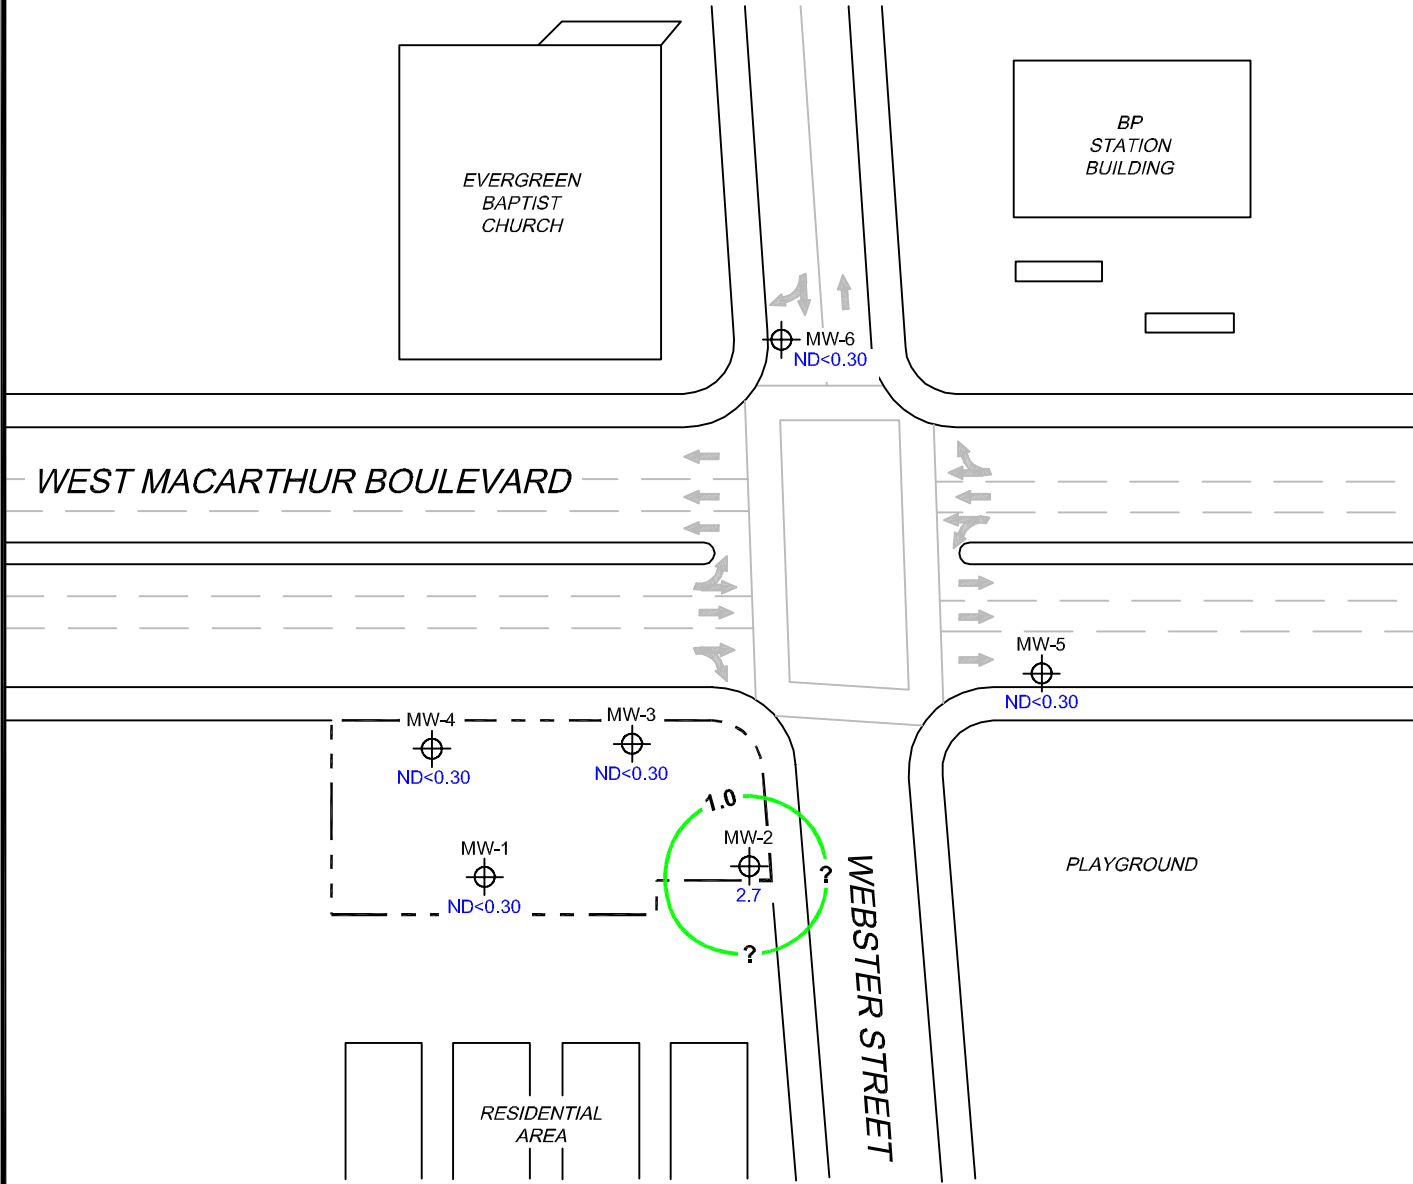 BP
STATION
BUILDING
EVERGREEN
BAPTIST
CHURCH
MW-6
ND<0.30
WEST MACARTHUR BOULEVARD
MW-5
ND<0.30
MW-4
ND<0.30
MW-3
ND<0.30
1.0
MW-2
2.7
?
?
MW-1
ND<0.30
PLAYGROUND
WEBSTER STREET
RESIDENTIAL
AREA